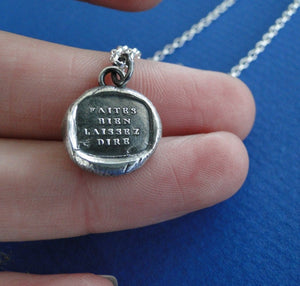 FAITES
BIEN
LAISSEZ
DIRE